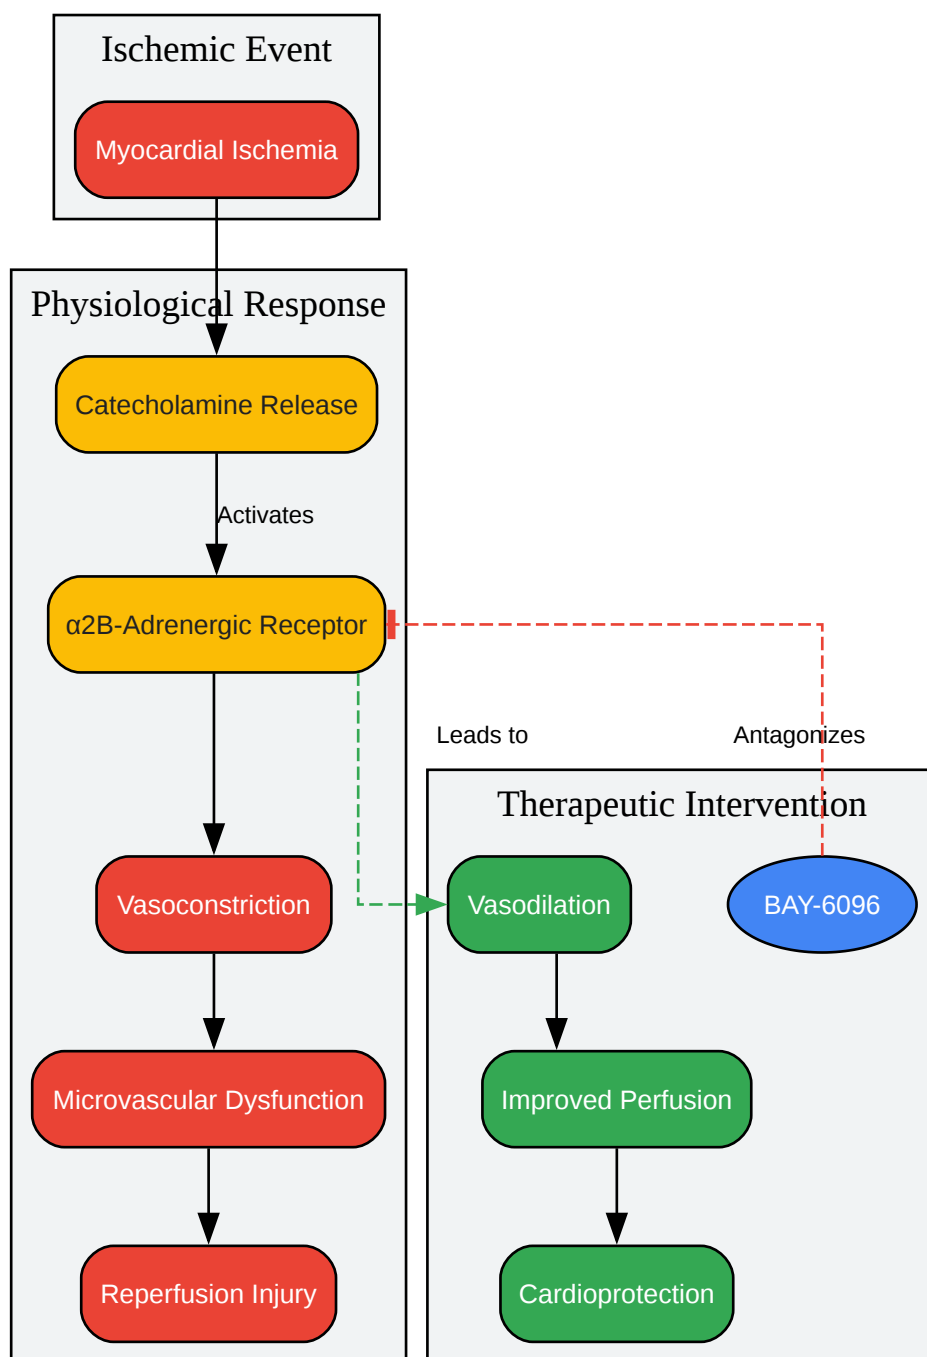 Ischemic Event
Myocardial Ischemia
Physiological Response
Catecholamine Release
Activates
α2B-Adrenergic Receptor
Leads to
Antagonizes
Therapeutic Intervention
Vasoconstriction
Vasodilation
BAY-6096
Microvascular Dysfunction
Improved Perfusion
Reperfusion Injury
Cardioprotection